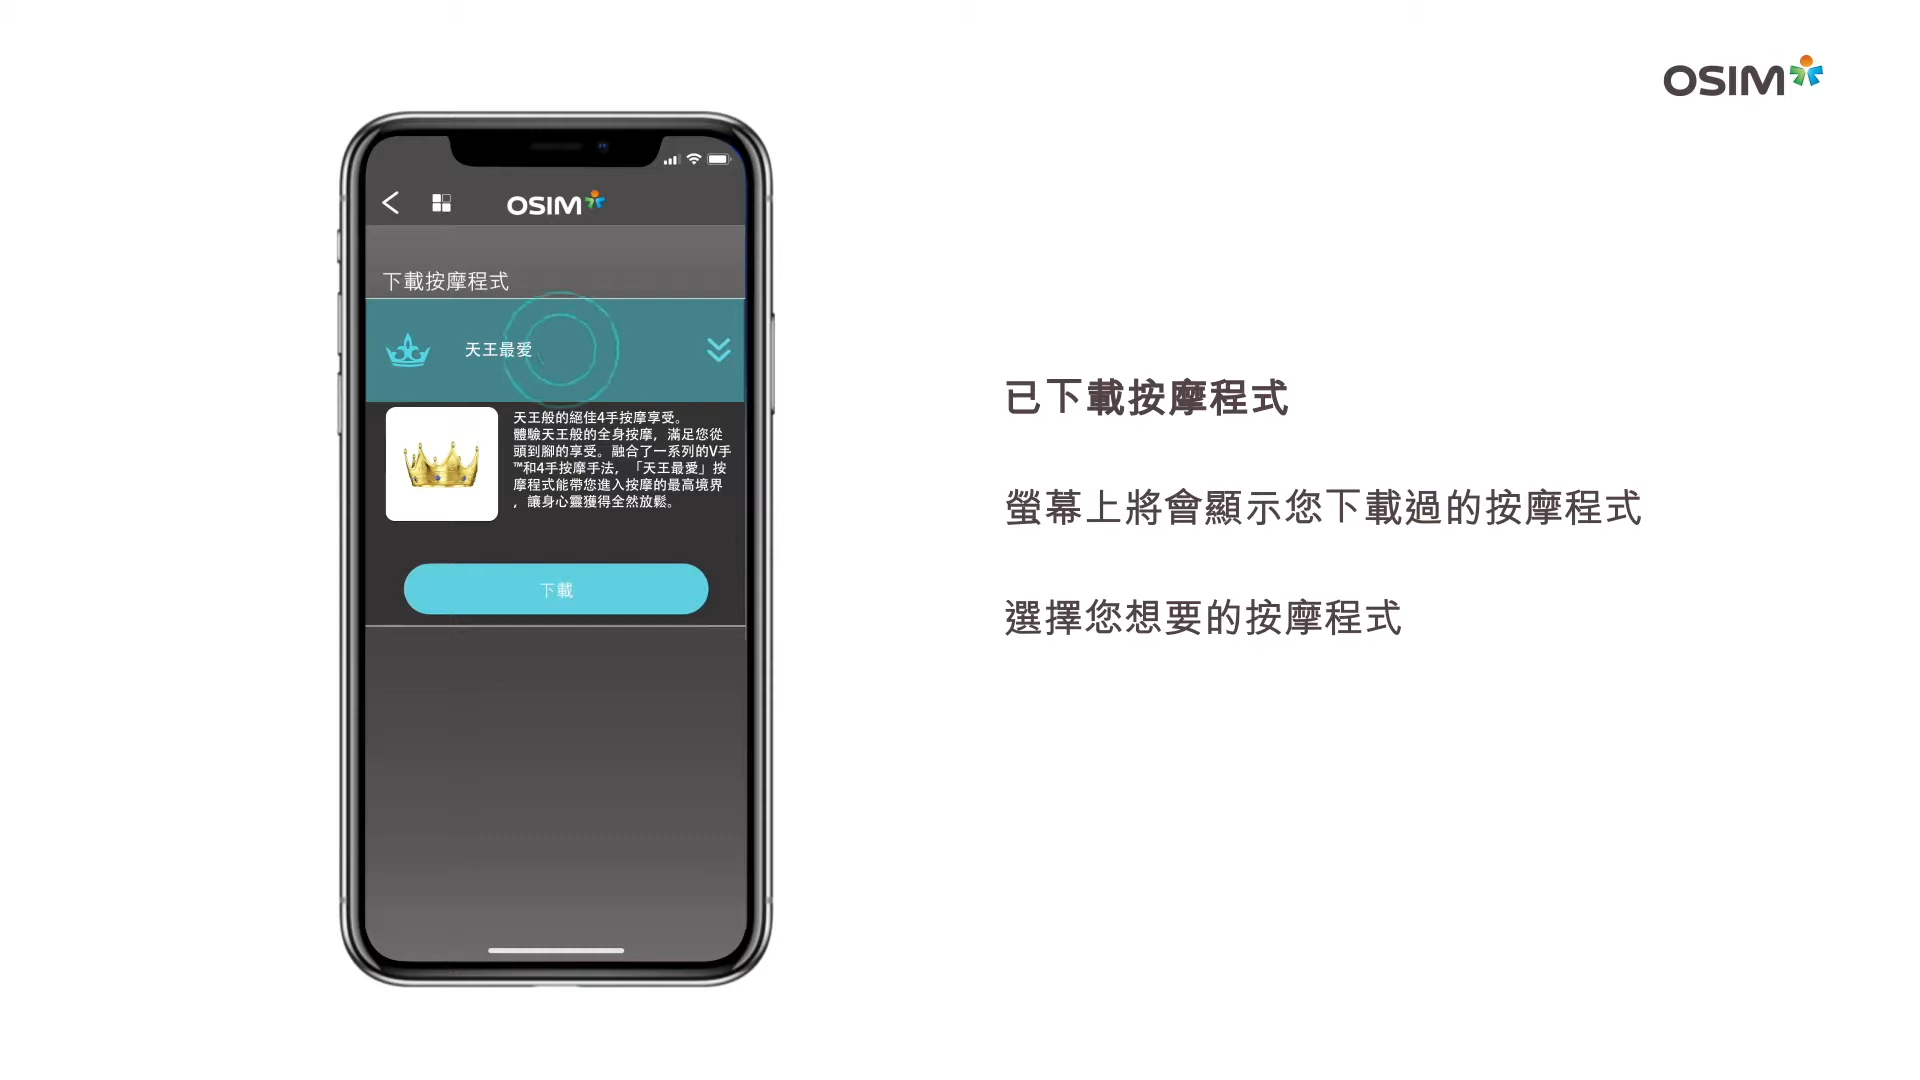 OSIM
OSIM
下載按摩程式
天王最愛
天王般的絕佳4手按摩享受。
體驗天王般的全身按摩，滿足您從
頭到腳的享受。融合了一系列的V手
™和4手按摩手法，「天王最愛」按
摩程式能帶您進入按摩的最高境界
，讓身心靈獲得全然放鬆。
下載
已下載按摩程式
螢幕上將會顯示您下載過的按摩程式
選擇您想要的按摩程式